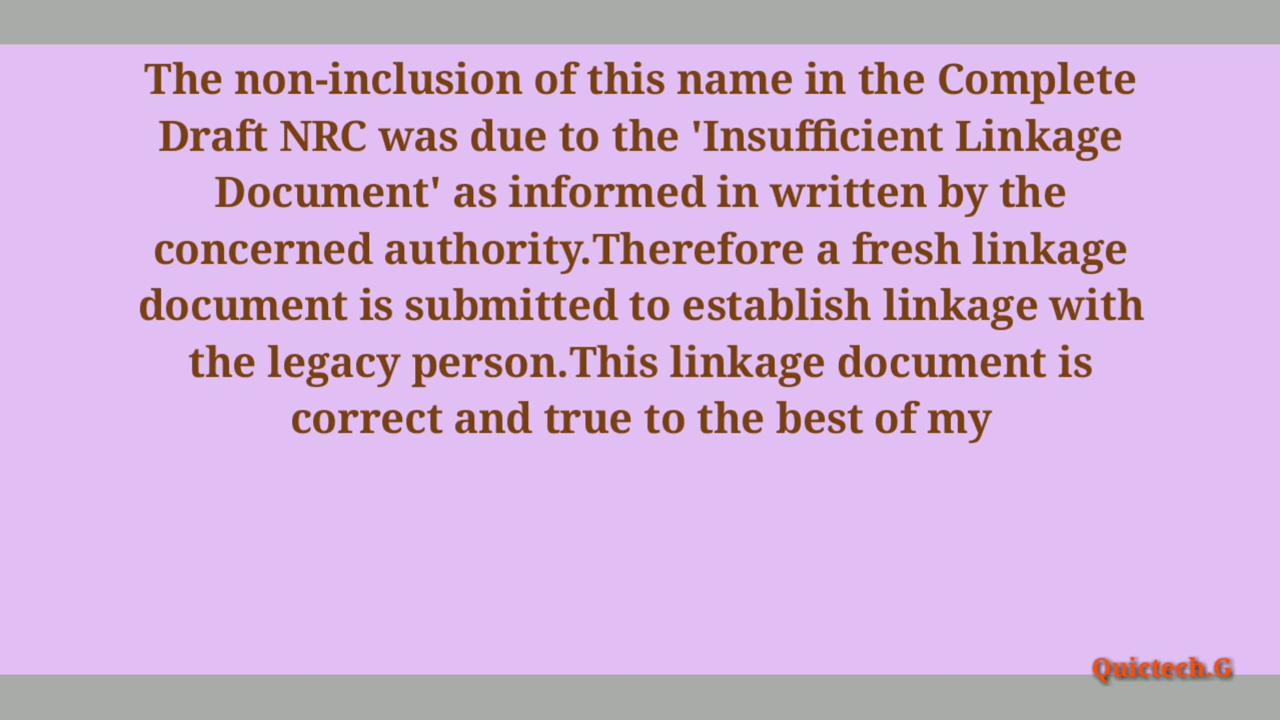 The non-inclusion of this name in the Complete
Draft NRC was due to the 'Insufficient Linkage
Document' as informed in written by the
concerned authority.Therefore a fresh linkage
document is submitted to establish linkage with
the legacy person.This linkage document is
correct and true to the best of my
Quictech.G